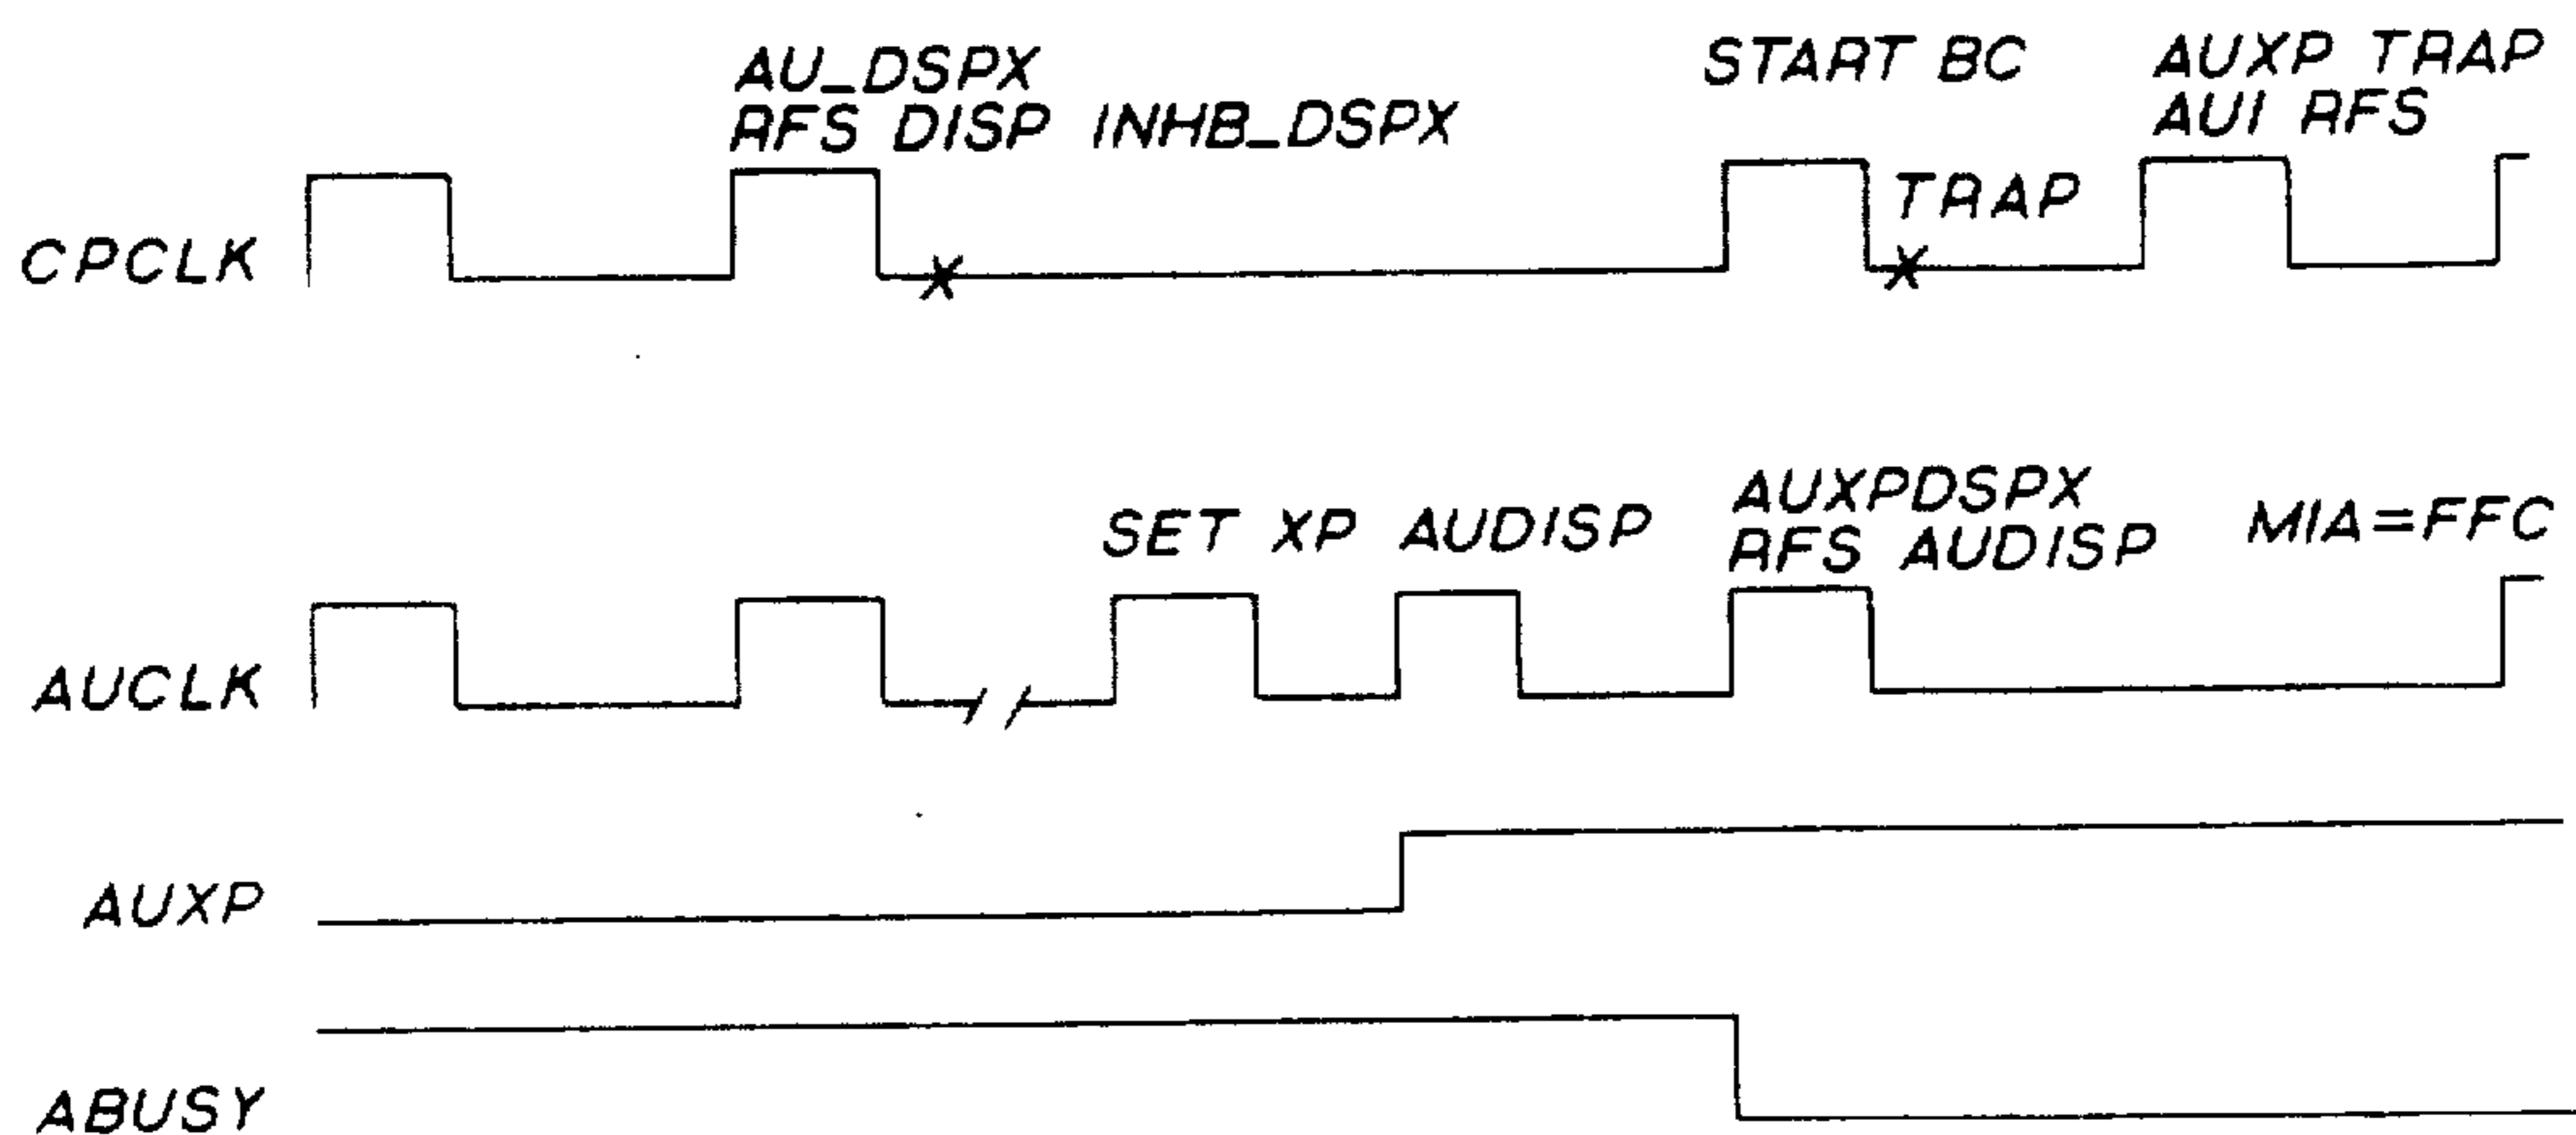 AU_DSPX
RFS DISP INHB_DSPX
START BC
AUXP TRAP
AUI RFS
TRAP
CPCLK
X
X
SET XP AUDISP
AUXPDSPX
RFS AUDISP
MIA=FFC
AUCLK
AUXP
ABUSY